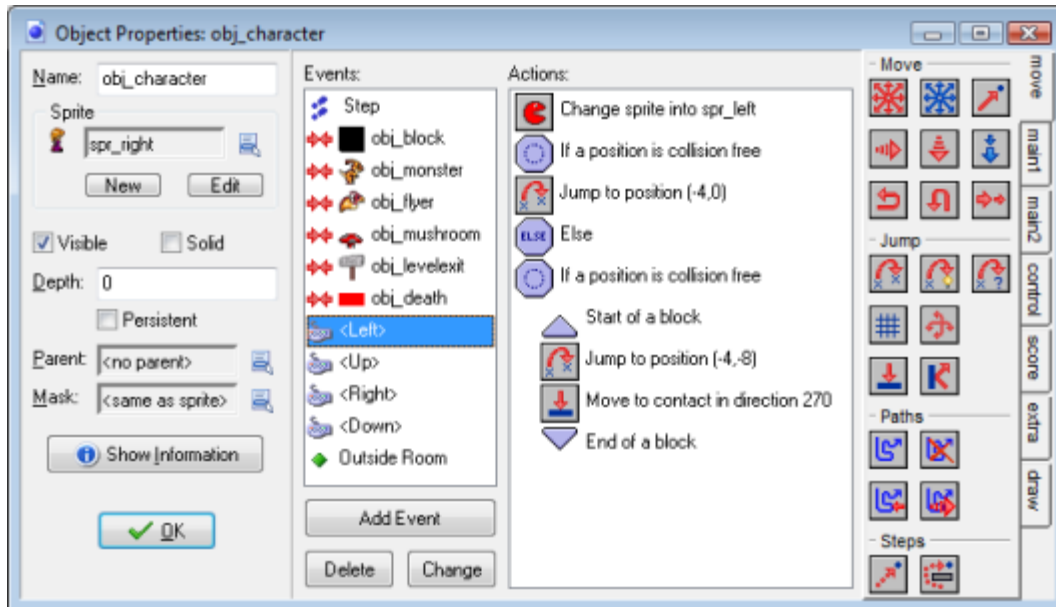 Object Properties: obj_character
Name: obj_character
Sprite
spr_right
New Edit
Visible Solid
Depth: 0
Persistent
Parent: <no parent>
Mask: <same as sprite>
Show Information
OK
Events:
Step
obj_block
obj_monster
obj_flyer
obj_mushroom
obj_levelexit
obj_death
<Left>
<Up>
<Right>
<Down>
Outside Room
Add Event
Delete Change
Actions:
Change sprite into spr_left
If a position is collision free
Jump to position (-4,0)
ELSE Else
If a position is collision free
Start of a block
Jump to position (-4,-8)
Move to contact in direction 270
End of a block
Move
Jump
Paths
Steps
move
main1
main2
control
score
extra
draw